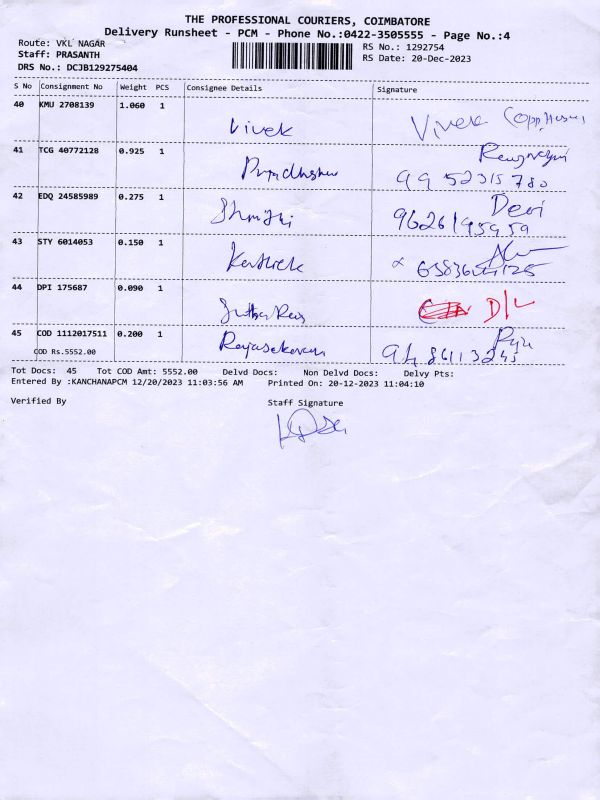 THE PROFESSIONAL COURIERS, COIMBATORE
Delivery Runsheet - PCM - Phone No.:0422-3505555 - Page No.:4
Route: VKL NAGAR
RS No.: 1292754
Staff: PRASANTH
RS Date: 20-Dec-2023
DRS No.: DCJB129275404
S No Consignment No Weight PCS Consignee Details Signature
40 KMU 2708139 1.060 1
Vivek Vivek (opp
41 TCG 40772128 0.925 1
9952315780
42 EDQ 24585989 0.275 1 Devi
9626195959
43 STY 6014053 0.150 1
Karthick
44 DPI 175687 0.090 1
D/L
45 COD 1112017511 0.200 1
Rajasekaran
COD Rs.5552.00
Tot Docs: 45 Tot COD Amt: 5552.00 Delvd Docs: Non Delvd Docs: Delvy Pts:
Entered By :KANCHANAPCM 12/20/2023 11:03:56 AM Printed On: 20-12-2023 11:04:10
Verified By Staff Signature